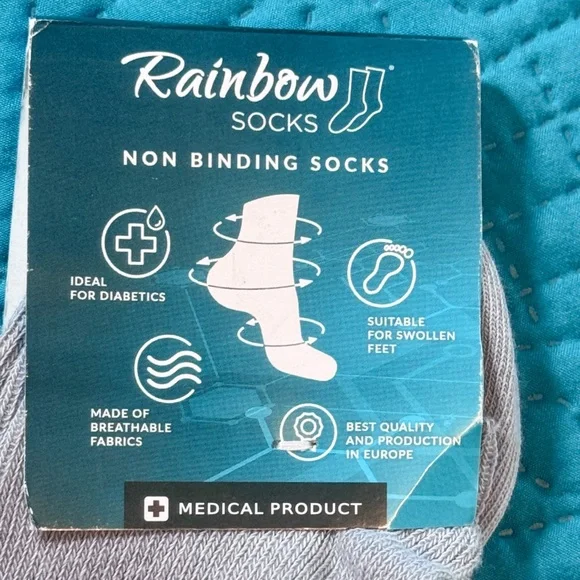 Rainbow
SOCKS
NON BINDING SOCKS
IDEAL
FOR DIABETICS
SUITABLE
FOR SWOLLEN
FEET
MADE OF
BREATHABLE
FABRICS
BEST QUALITY
AND PRODUCTION
IN EUROPE
MEDICAL PRODUCT